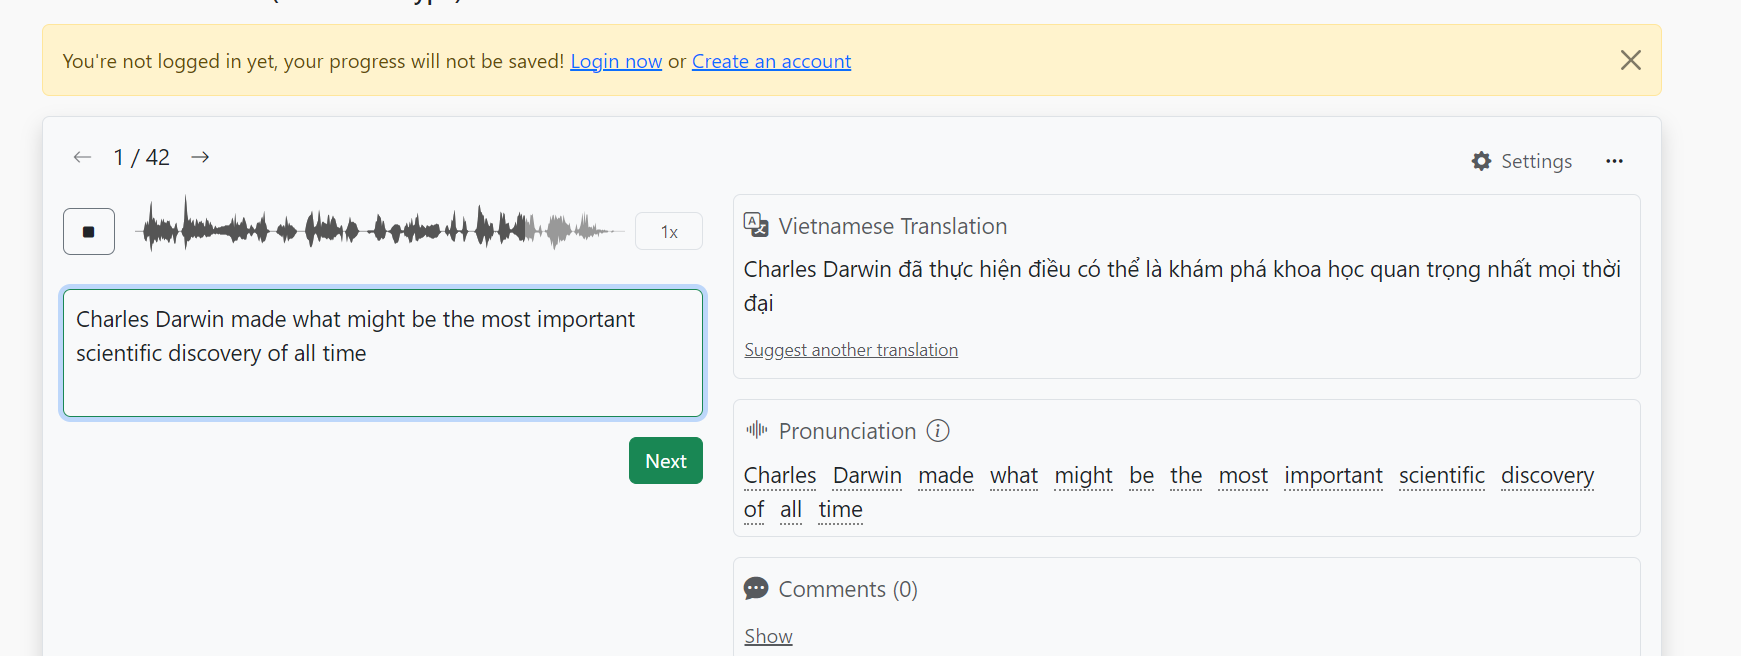 You're not logged in yet, your progress will not be saved! Login now or Create an account
1 / 42
Settings
1x
Charles Darwin made what might be the most important
scientific discovery of all time
Next
Vietnamese Translation
Charles Darwin đã thực hiện điều có thể là khám phá khoa học quan trọng nhất mọi thời
đại
Suggest another translation
Pronunciation
Charles Darwin made what might be the most important scientific discovery
of all time
Comments (0)
Show